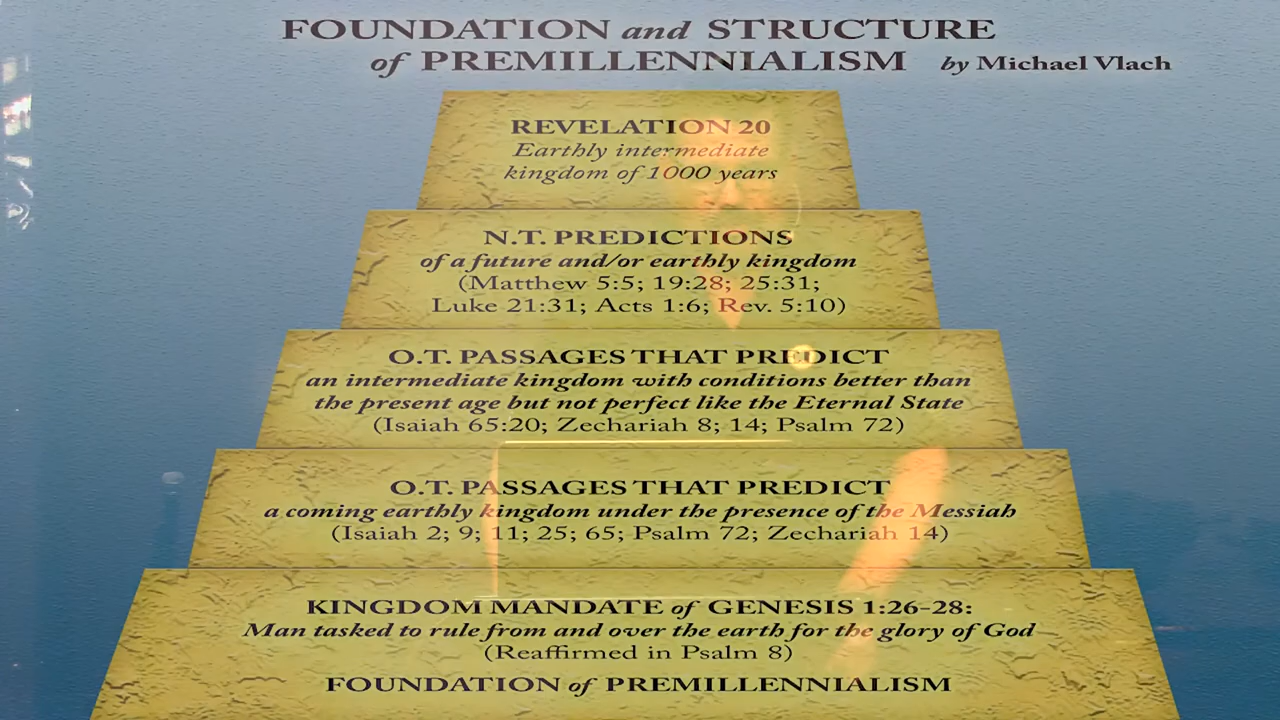 FOUNDATION and STRUCTURE
of PREMILLENNIALISM by Michael Vlach
REVELATION 20
Earthly intermediate
kingdom of 1000 years
N.T. PREDICTIONS
of a future and/or earthly kingdom
(Matthew 5:5; 19:28; 25:31;
Luke 21:31; Acts 1:6; Rev. 5:10)
O.T. PASSAGES THAT PREDICT
an intermediate kingdom with conditions better than
the present age but not perfect like the Eternal State
(Isaiah 65:20; Zechariah 8; 14; Psalm 72)
O.T. PASSAGES THAT PREDICT
a coming earthly kingdom under the presence of the Messiah
(Isaiah 2; 9; 11; 25; 65; Psalm 72; Zechariah 14)
KINGDOM MANDATE of GENESIS 1:26-28:
Man tasked to rule from and over the earth for the glory of God
(Reaffirmed in Psalm 8)
FOUNDATION of PREMILLENNIALISM